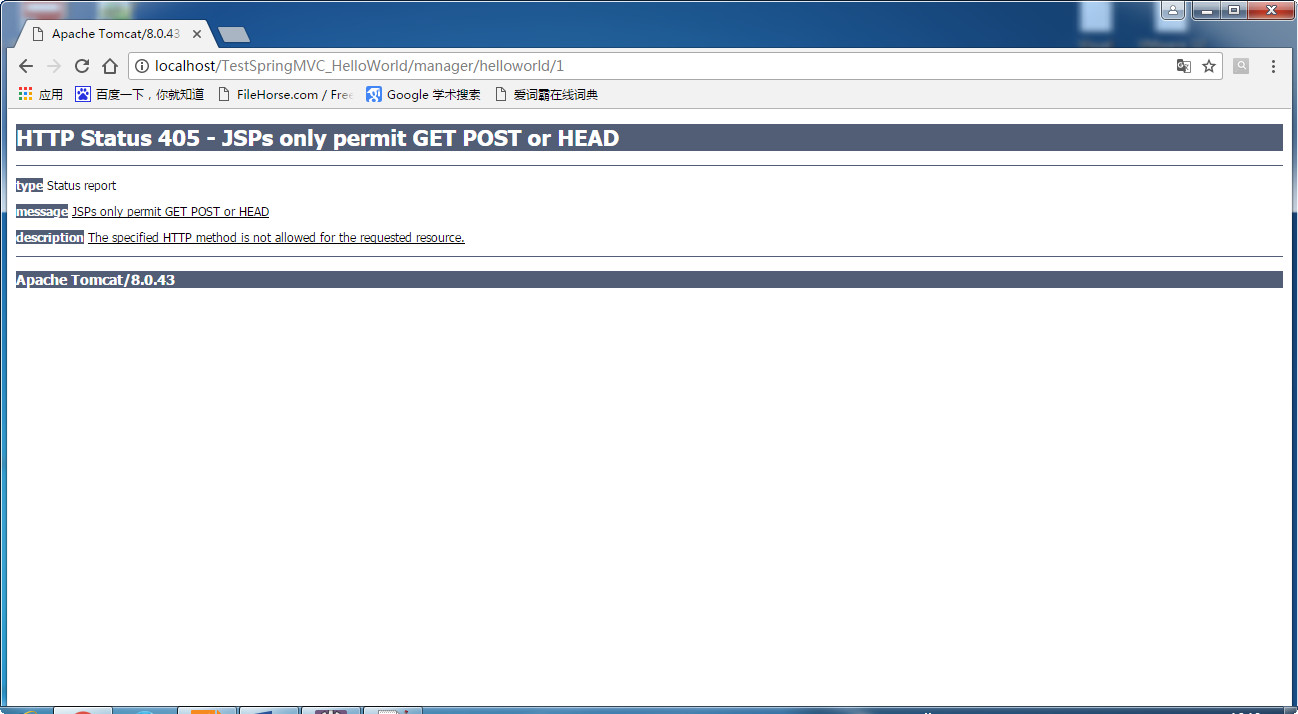 Apache Tomcat/8.0.43
localhost/TestSpringMVC_HelloWorld/manager/helloworld/1
应用 百度一下，你就知道 FileHorse.com / Free Google 学术搜索 爱词霸在线词典
HTTP Status 405 - JSPs only permit GET POST or HEAD
type Status report
message JSPs only permit GET POST or HEAD
description The specified HTTP method is not allowed for the requested resource.
Apache Tomcat/8.0.43